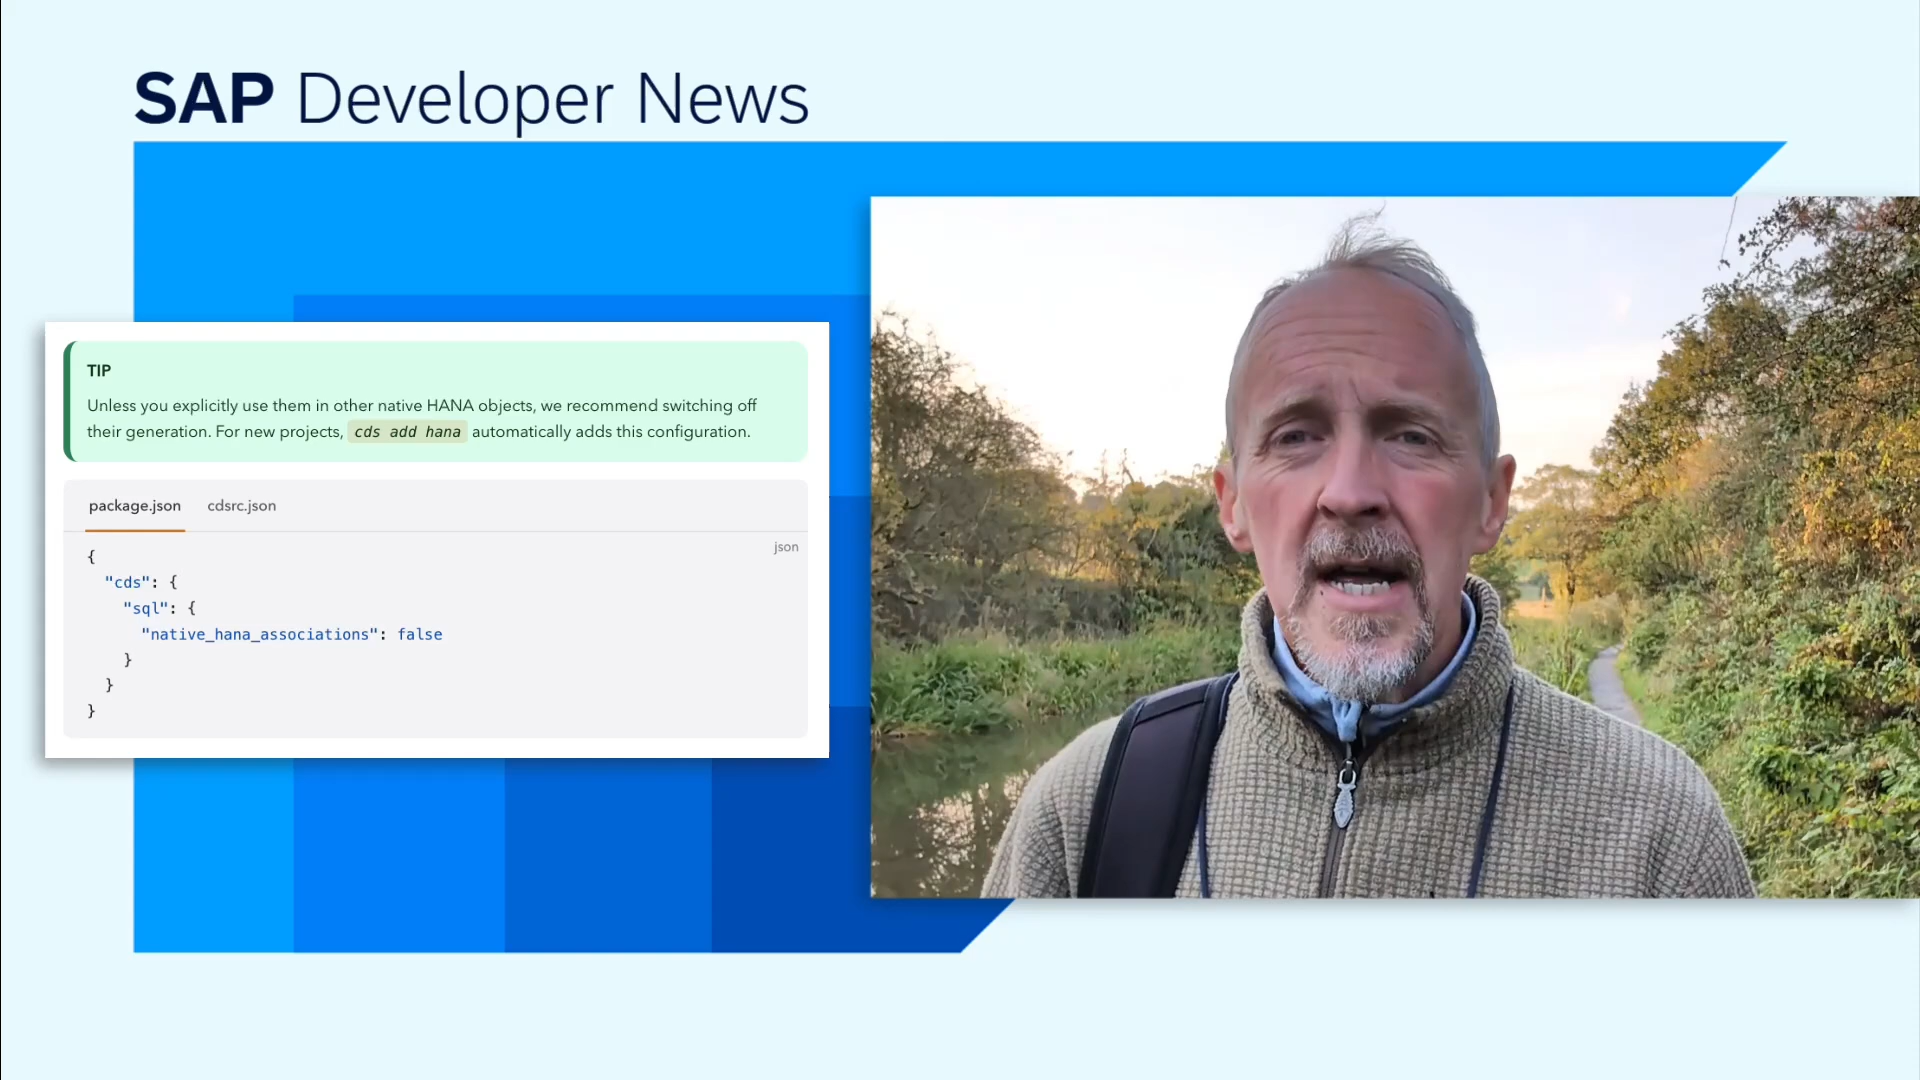 SAP Developer News
TIP
Unless you explicitly use them in other native HANA objects, we recommend switching off
their generation. For new projects, cds add hana automatically adds this configuration.
package.json cdsrc.json
json
{
"cds": {
"sql": {
"native_hana_associations": false
}
}
}